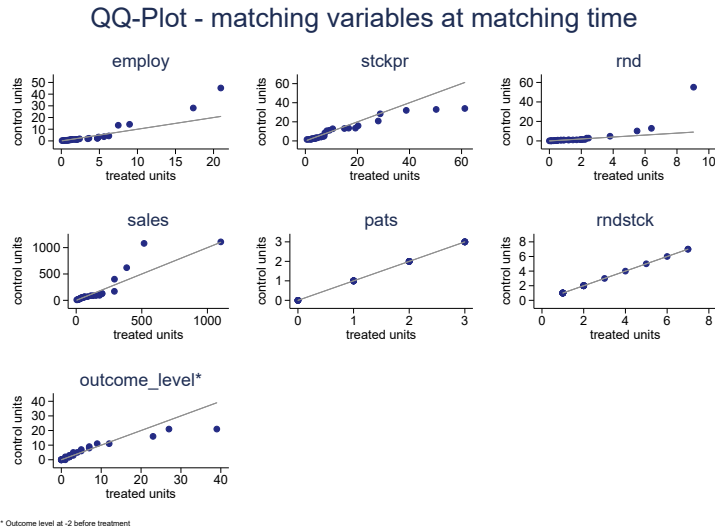 QQ-Plot - matching variables at matching time
employ
control units
50
40
30
20
10
0
0 5 10 15 20
treated units
stckpr
control units
60
40
20
0
0 20 40 60
treated units
rnd
control units
60
40
20
0
0 2 4 6 8 10
treated units
sales
control units
1000
500
0
0 500 1000
treated units
pats
control units
3
2
1
0
0 1 2 3
treated units
rndstck
control units
8
6
4
2
0
0 2 4 6 8
treated units
outcome_level*
control units
40
30
20
10
0
0 10 20 30 40
treated units
* Outcome level at -2 before treatment